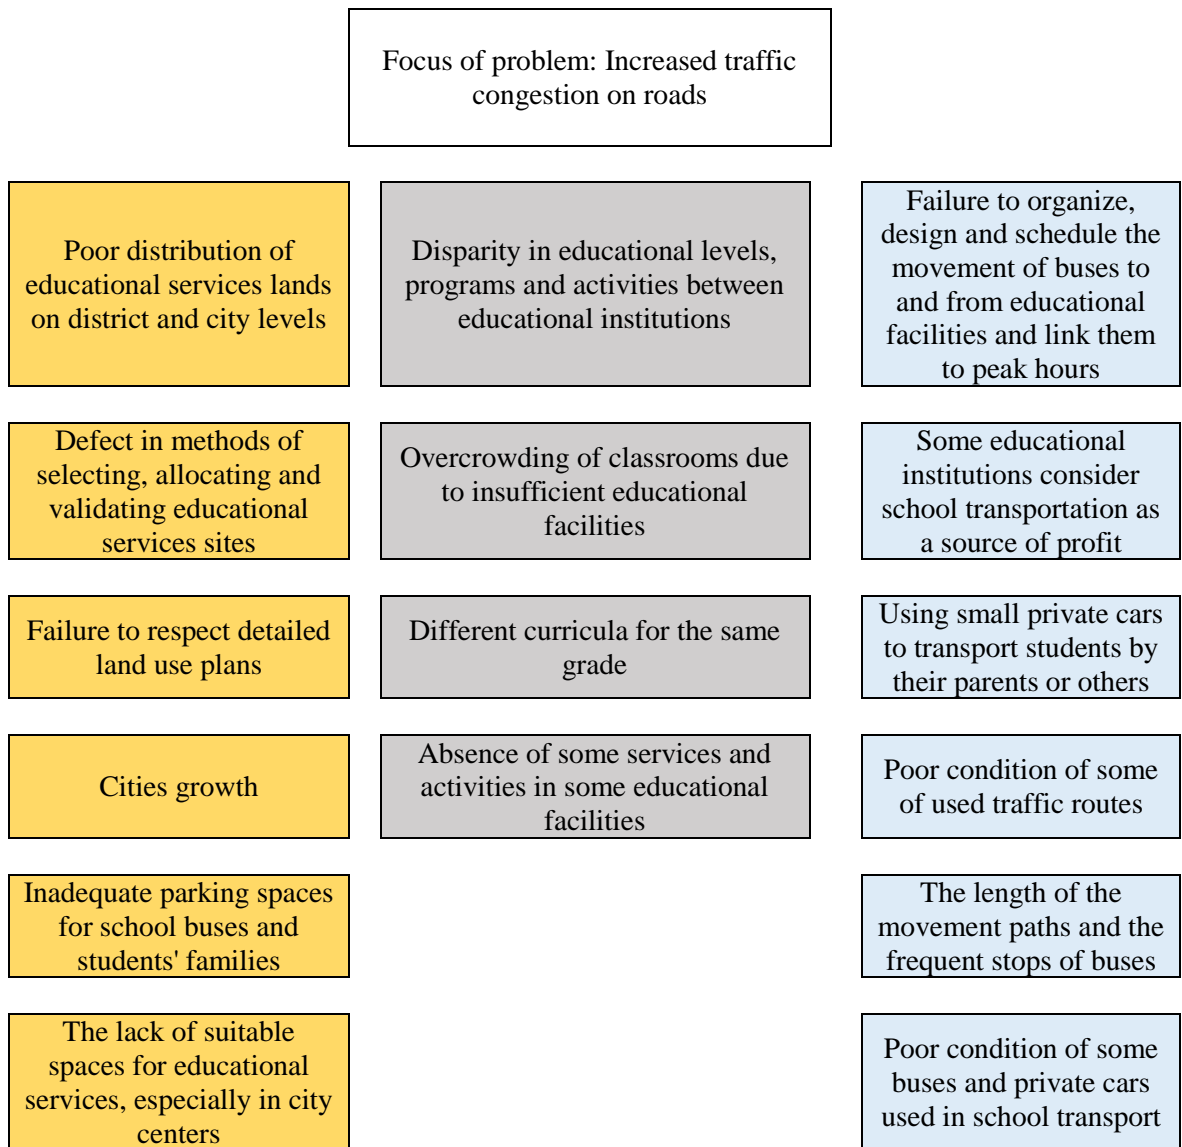 Focus of problem: Increased traffic
congestion on roads
Poor distribution of
educational services lands
on district and city levels
Disparity in educational levels,
programs and activities between
educational institutions
Failure to organize,
design and schedule the
movement of buses to
and from educational
facilities and link them
to peak hours
Defect in methods of
selecting, allocating and
validating educational
services sites
Overcrowding of classrooms due
to insufficient educational
facilities
Some educational
institutions consider
school transportation as
a source of profit
Failure to respect detailed
land use plans
Different curricula for the same
grade
Using small private cars
to transport students by
their parents or others
Cities growth
Absence of some services and
activities in some educational
facilities
Poor condition of some
of used traffic routes
Inadequate parking spaces
for school buses and
students' families
The length of the
movement paths and the
frequent stops of buses
The lack of suitable
spaces for educational
services, especially in city
centers
Poor condition of some
buses and private cars
used in school transport